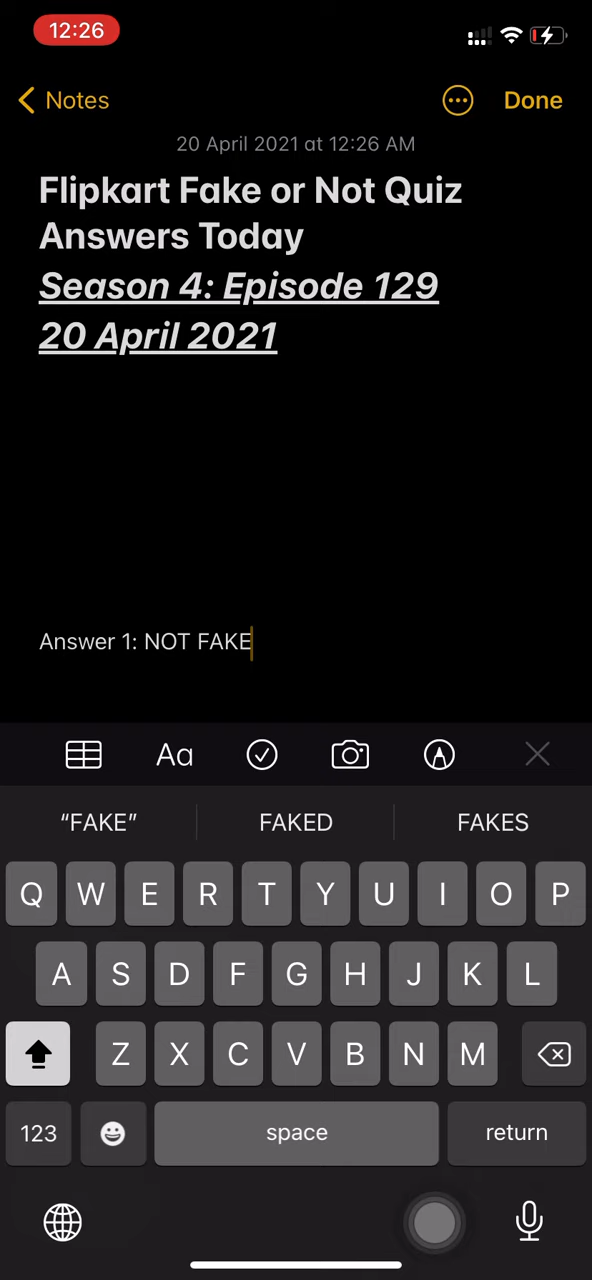 12:26
Notes
Done
20 April 2021 at 12:26 AM
Flipkart Fake or Not Quiz
Answers Today
Season 4: Episode 129
20 April 2021
Answer 1: NOT FAKE
Aa
“FAKE” FAKED FAKES
Q W E R T Y U I O P
A S D F G H J K L
Z X C V B N M
123 space return